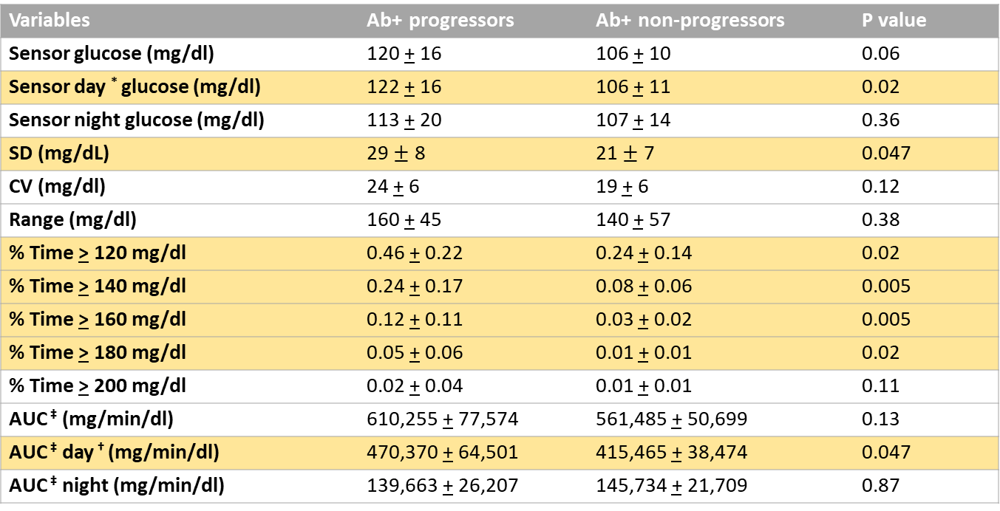 Variables Ab+ progressors Ab+ non-progressors P value
Sensor glucose (mg/dl) 120 ± 16 106 ± 10 0.06
Sensor day * glucose (mg/dl) 122 ± 16 106 ± 11 0.02
Sensor night glucose (mg/dl) 113 ± 20 107 ± 14 0.36
SD (mg/dL) 29 ± 8 21 ± 7 0.047
CV (mg/dl) 24 ± 6 19 ± 6 0.12
Range (mg/dl) 160 ± 45 140 ± 57 0.38
% Time ≥ 120 mg/dl 0.46 ± 0.22 0.24 ± 0.14 0.02
% Time ≥ 140 mg/dl 0.24 ± 0.17 0.08 ± 0.06 0.005
% Time ≥ 160 mg/dl 0.12 ± 0.11 0.03 ± 0.02 0.005
% Time ≥ 180 mg/dl 0.05 ± 0.06 0.01 ± 0.01 0.02
% Time ≥ 200 mg/dl 0.02 ± 0.04 0.01 ± 0.01 0.11
AUC ‡ (mg/min/dl) 610,255 ± 77,574 561,485 ± 50,699 0.13
AUC ‡ day † (mg/min/dl) 470,370 ± 64,501 415,465 ± 38,474 0.047
AUC ‡ night (mg/min/dl) 139,663 ± 26,207 145,734 ± 21,709 0.87